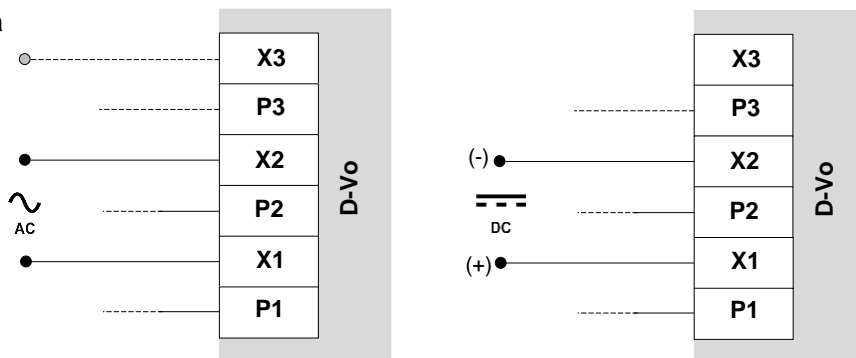 X3
P3
X2
P2
X1
P1
AC
D-Vo
X3
P3
X2
P2
X1
P1
(-)
DC
(+)
D-Vo